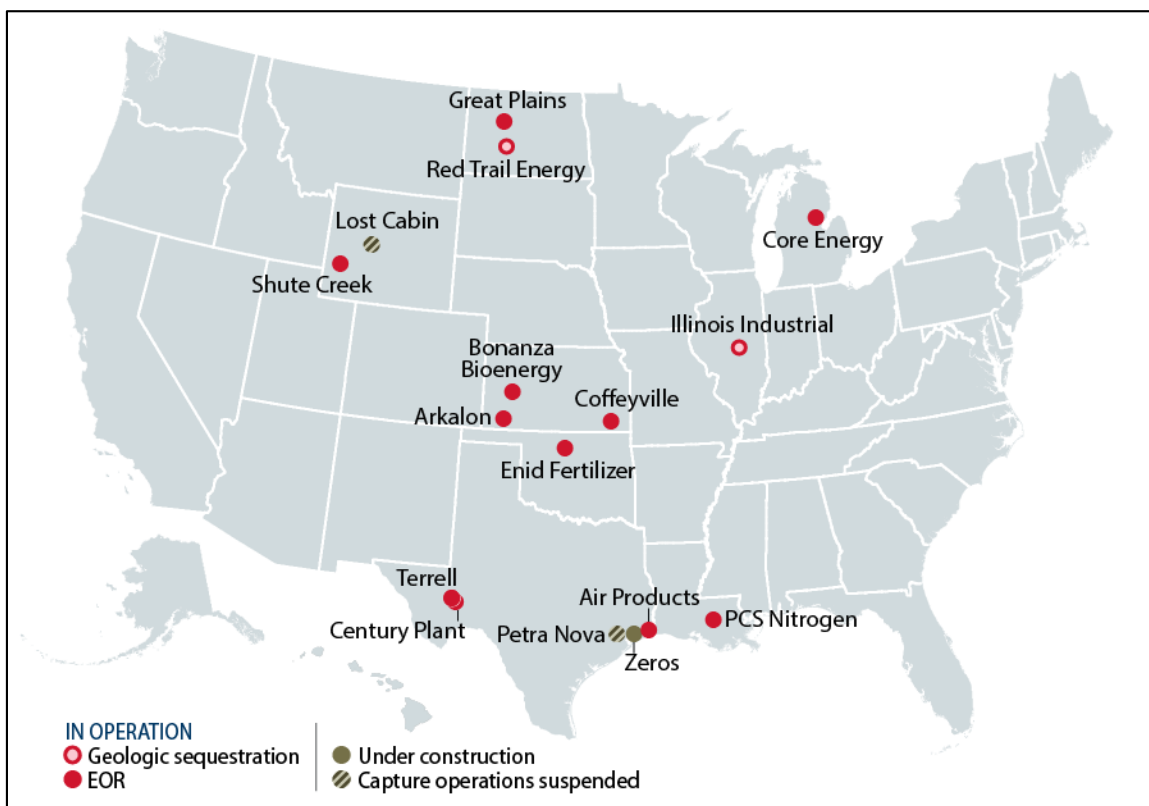 Great Plains
Red Trail Energy
Lost Cabin
Core Energy
Shute Creek
Illinois Industrial
Bonanza
Bioenergy
Coffeyville
Arkalon
Enid Fertilizer
Terrell
Air Products
PCS Nitrogen
Century Plant
Petra Nova
Zeros
IN OPERATION
Geologic sequestration
EOR
Under construction
Capture operations suspended